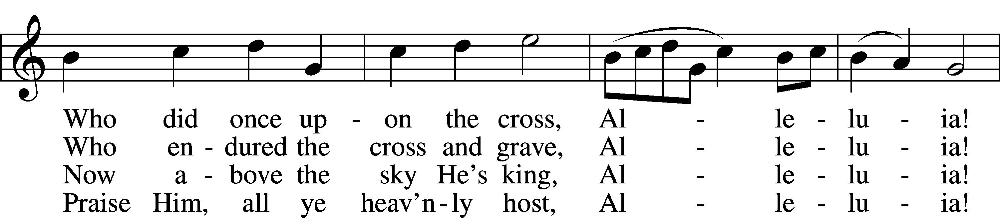 Who did once up - on the cross, Al - le - lu - ia!
Who en - dured the cross and grave, Al - le - lu - ia!
Now a - bove the sky He's king, Al - le - lu - ia!
Praise Him, all ye heav'n - ly host, Al - le - lu - ia!